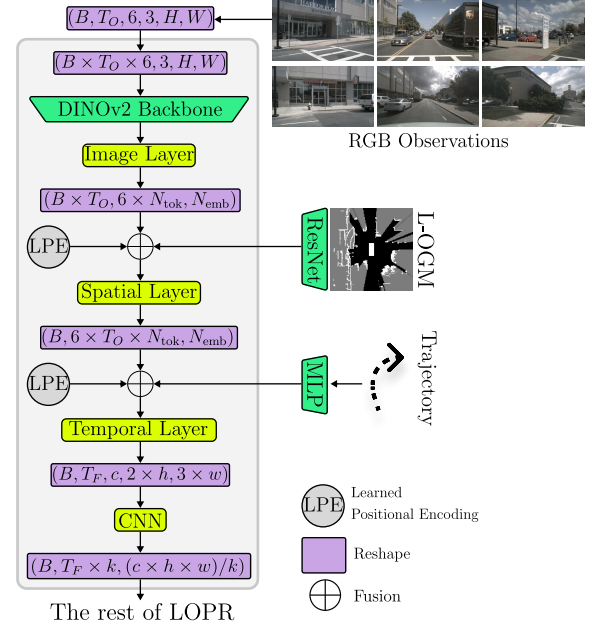 (B, T_O, 6, 3, H, W)
(B × T_O × 6, 3, H, W)
DINOv2 Backbone
Image Layer
(B × T_O, 6 × N_tok, N_emb)
LPE
Spatial Layer
(B, 6 × T_O × N_tok, N_emb)
LPE
Temporal Layer
(B, T_F, c, 2 × h, 3 × w)
CNN
(B, T_F × k, (c × h × w)/k)
The rest of LOPR
RGB Observations
ResNet
L-OGM
MLP
Trajectory
LPE
Learned
Positional Encoding
Reshape
Fusion